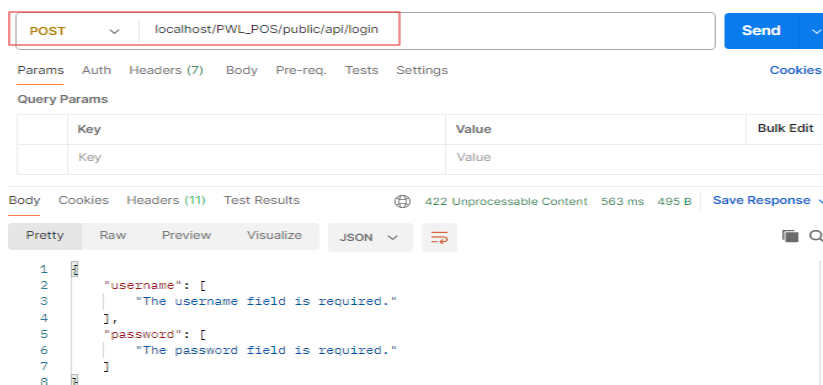 POST localhost/PWL_POS/public/api/login Send
Params Auth Headers (7) Body Pre-req. Tests Settings Cookies
Query Params
Key Value Bulk Edit
Key Value
Body Cookies Headers (11) Test Results 422 Unprocessable Content 563 ms 495 B Save Response
Pretty Raw Preview Visualize JSON
1 {
2 "username": [
3 "The username field is required."
4 ],
5 "password": [
6 "The password field is required."
7 ]
8 }